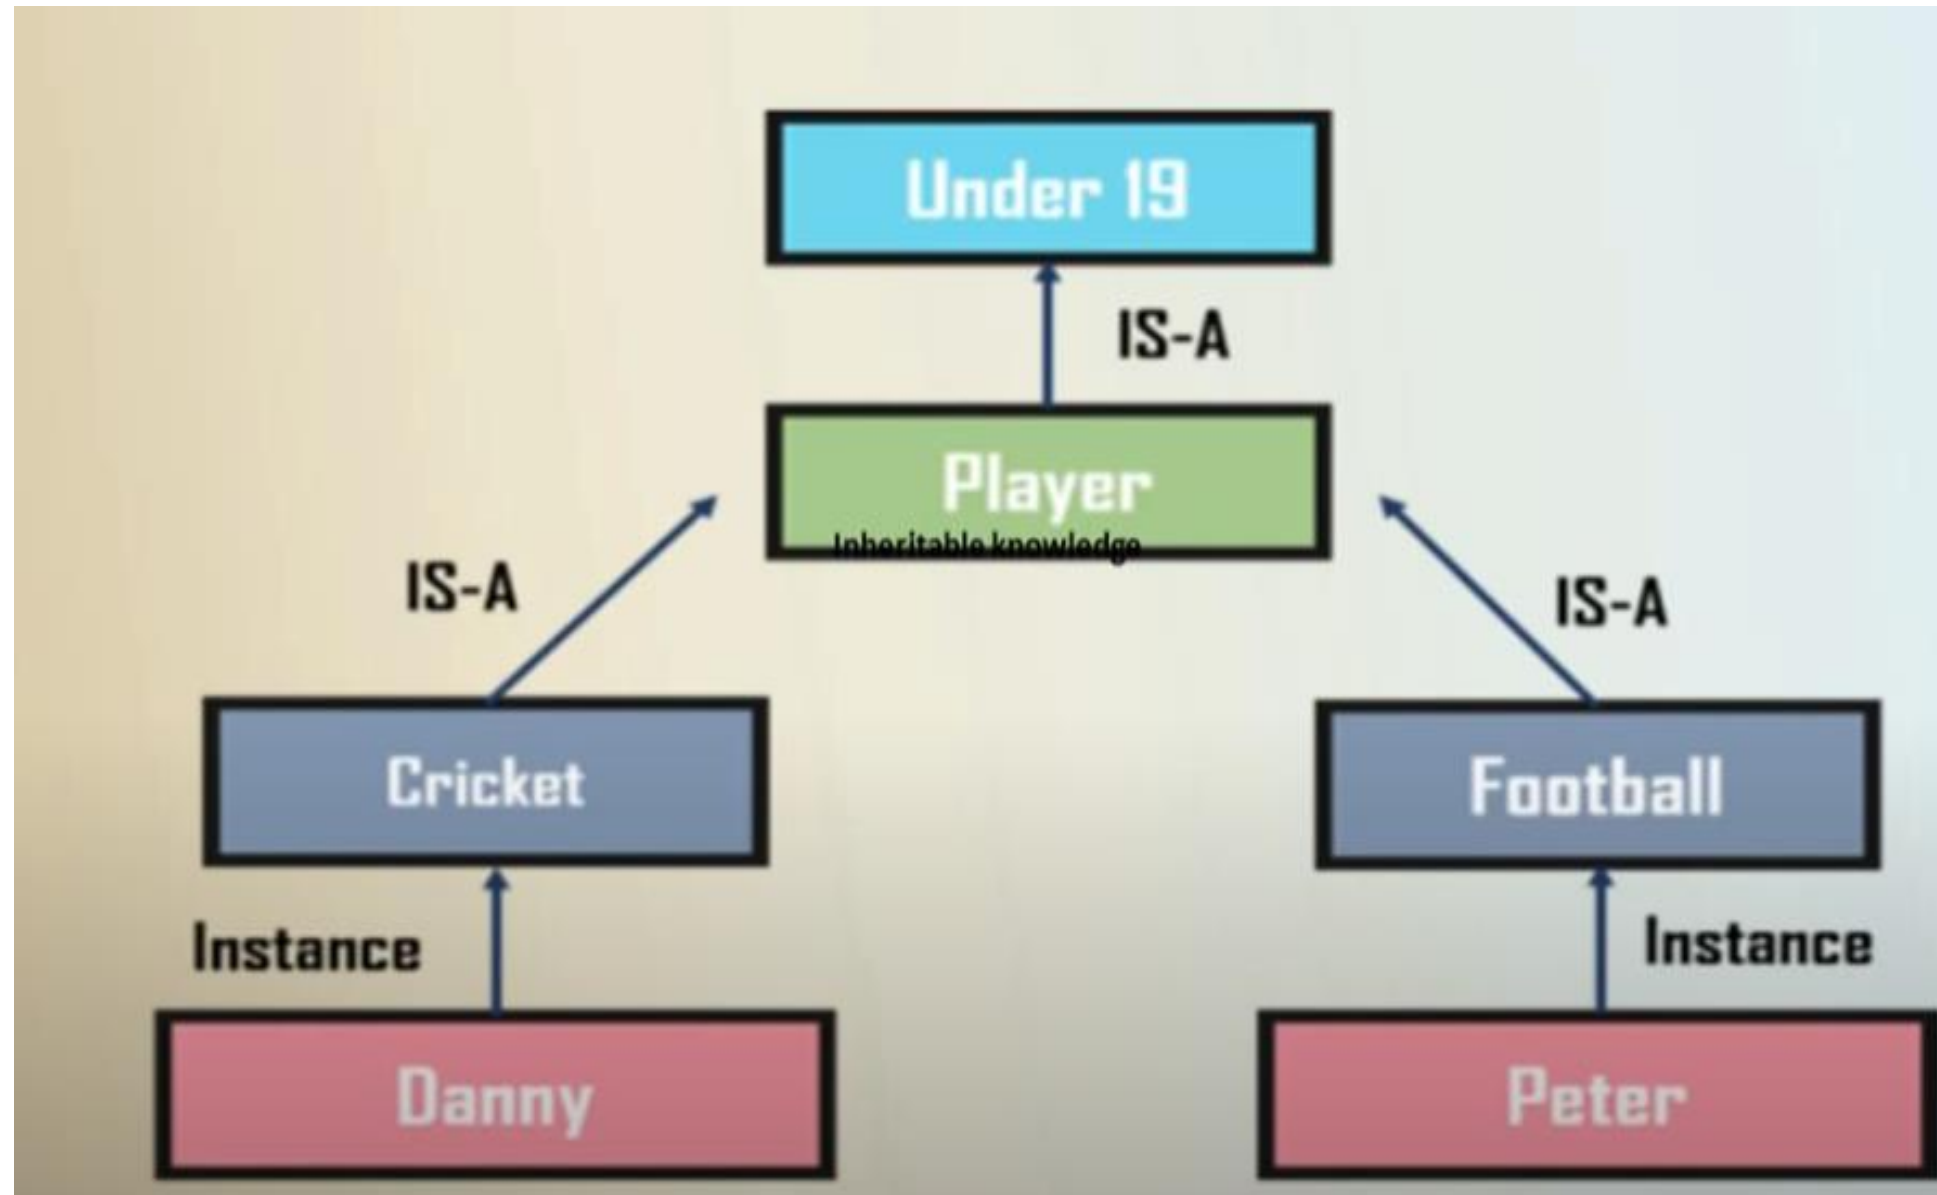 Under 19
IS-A
Player
Inheritable knowledge
IS-A
IS-A
Cricket
Football
Instance
Instance
Danny
Peter